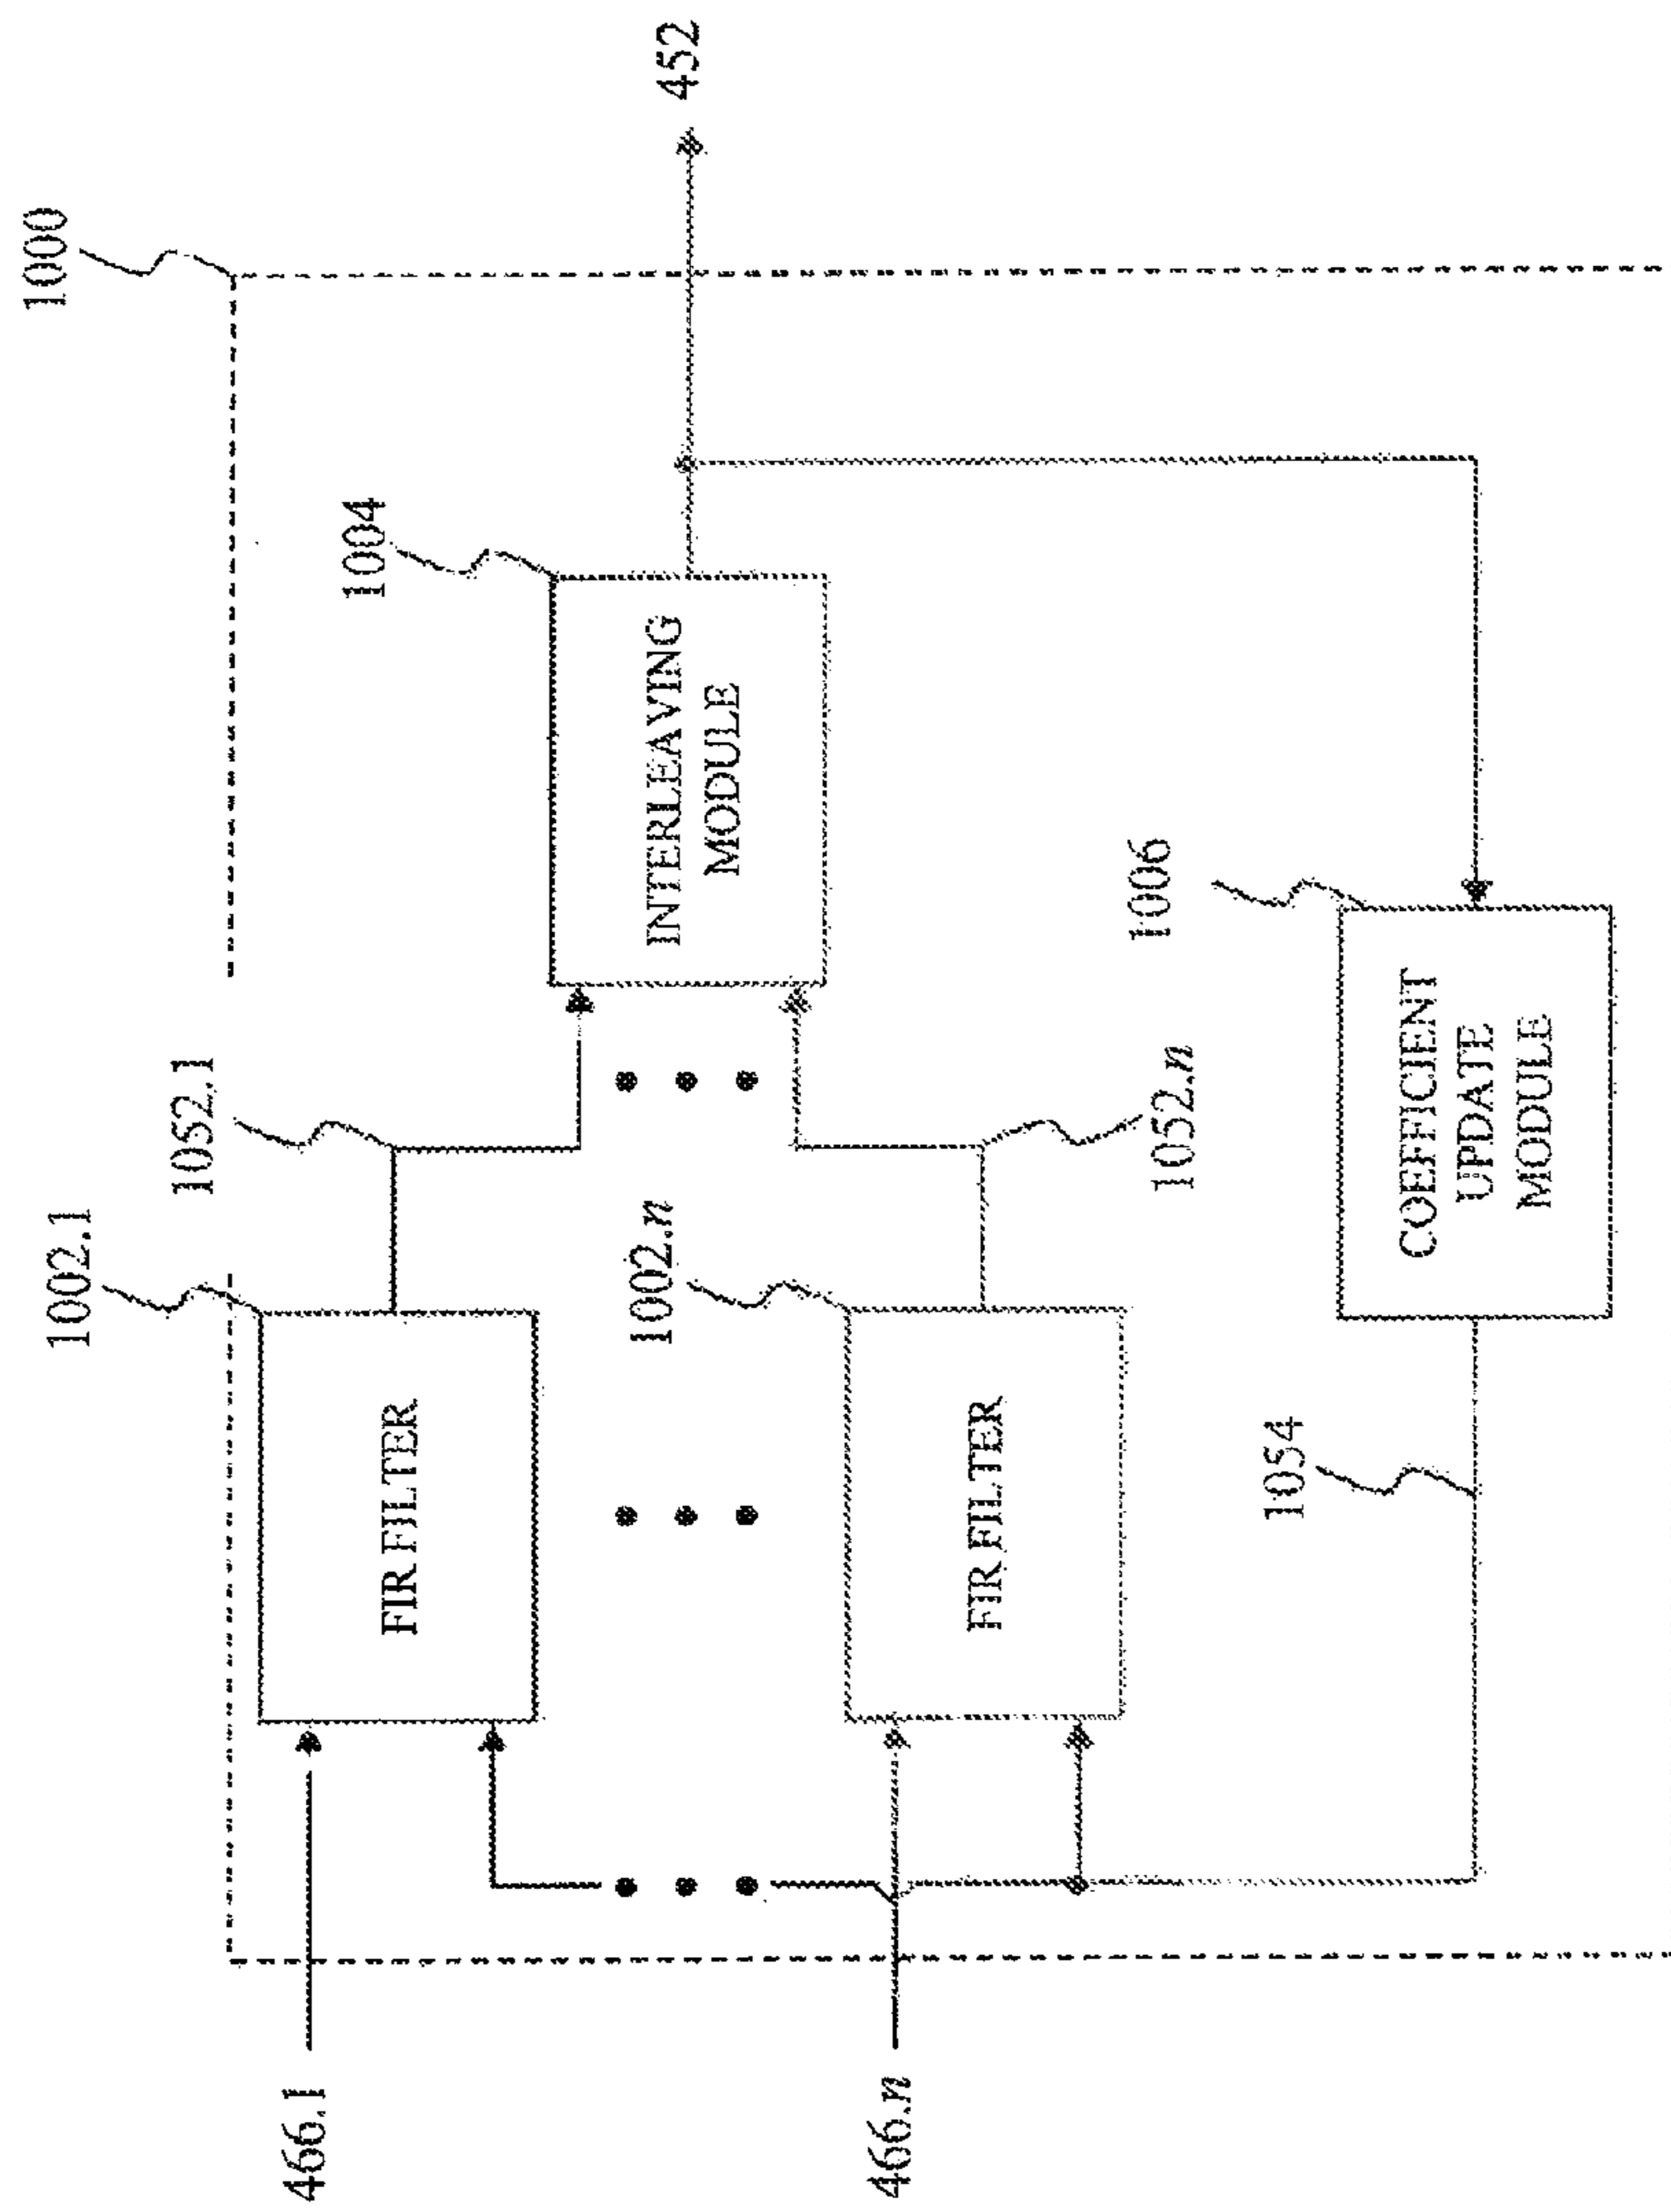 1000
1002.1
1052.1
1004
452
466.1
FIR FILTER
INTERLEAVING
MODULE
1002.n
466.n
FIR FILTER
1052.n
1006
1054
COEFFICIENT
UPDATE
MODULE